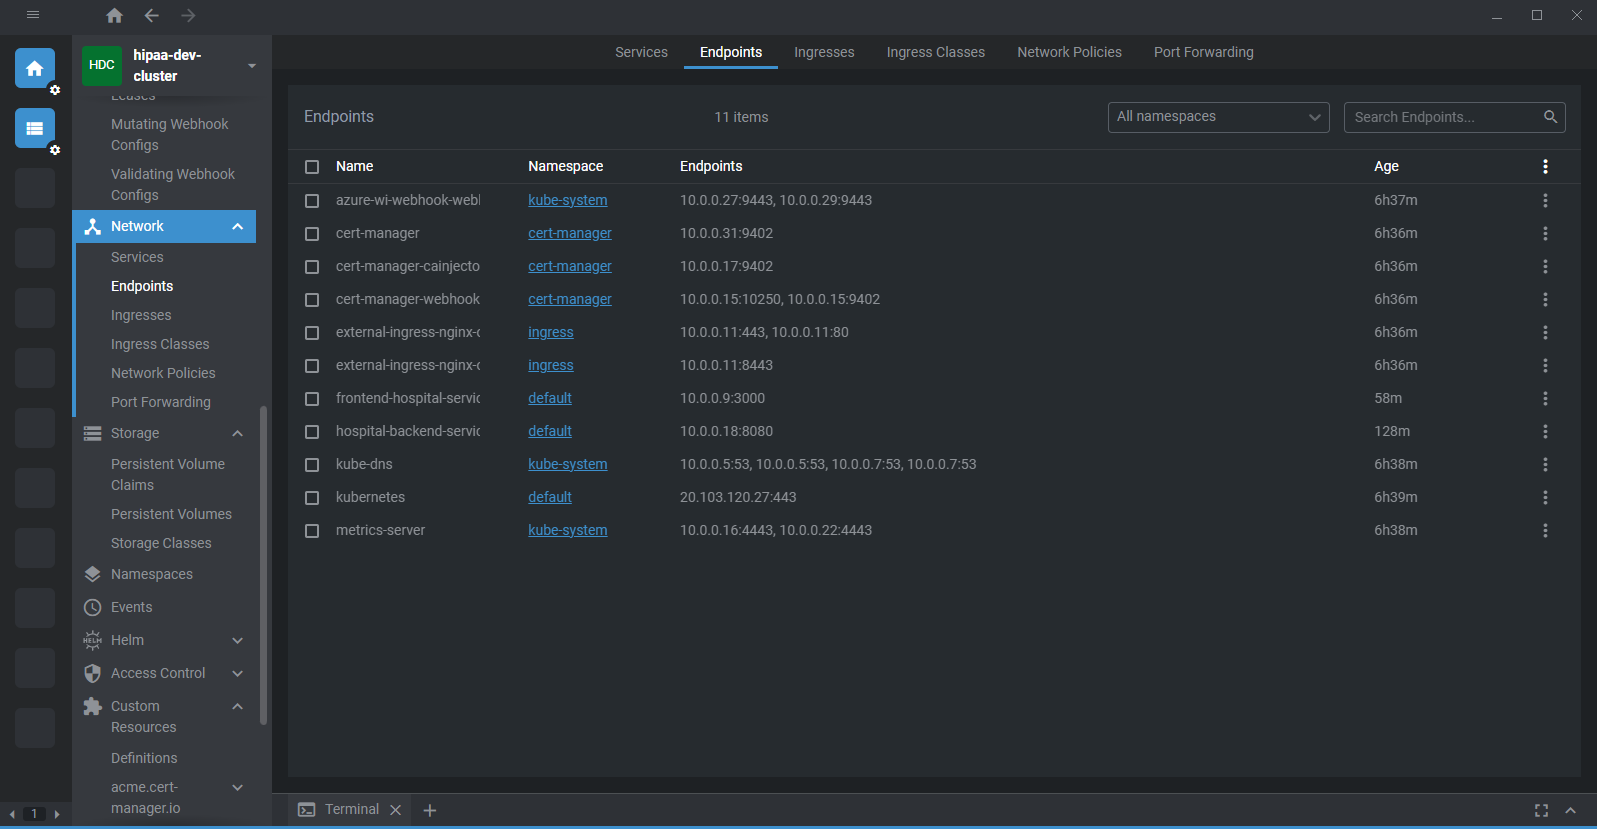 Services Endpoints Ingresses Ingress Classes Network Policies Port Forwarding
HDC
hipaa-dev-
cluster
Leases
Mutating Webhook
Configs
Validating Webhook
Configs
Network
Services
Endpoints
Ingresses
Ingress Classes
Network Policies
Port Forwarding
Storage
Persistent Volume
Claims
Persistent Volumes
Storage Classes
Namespaces
Events
HELM
Helm
Access Control
Custom
Resources
Definitions
acme.cert-
manager.io
1
Endpoints 11 items All namespaces Search Endpoints...
Name Namespace Endpoints Age
azure-wi-webhook-webl kube-system 10.0.0.27:9443, 10.0.0.29:9443 6h37m
cert-manager cert-manager 10.0.0.31:9402 6h36m
cert-manager-cainjecto cert-manager 10.0.0.17:9402 6h36m
cert-manager-webhook cert-manager 10.0.0.15:10250, 10.0.0.15:9402 6h36m
external-ingress-nginx-c ingress 10.0.0.11:443, 10.0.0.11:80 6h36m
external-ingress-nginx-c ingress 10.0.0.11:8443 6h36m
frontend-hospital-servic default 10.0.0.9:3000 58m
hospital-backend-servic default 10.0.0.18:8080 128m
kube-dns kube-system 10.0.0.5:53, 10.0.0.5:53, 10.0.0.7:53, 10.0.0.7:53 6h38m
kubernetes default 20.103.120.27:443 6h39m
metrics-server kube-system 10.0.0.16:4443, 10.0.0.22:4443 6h38m
Terminal